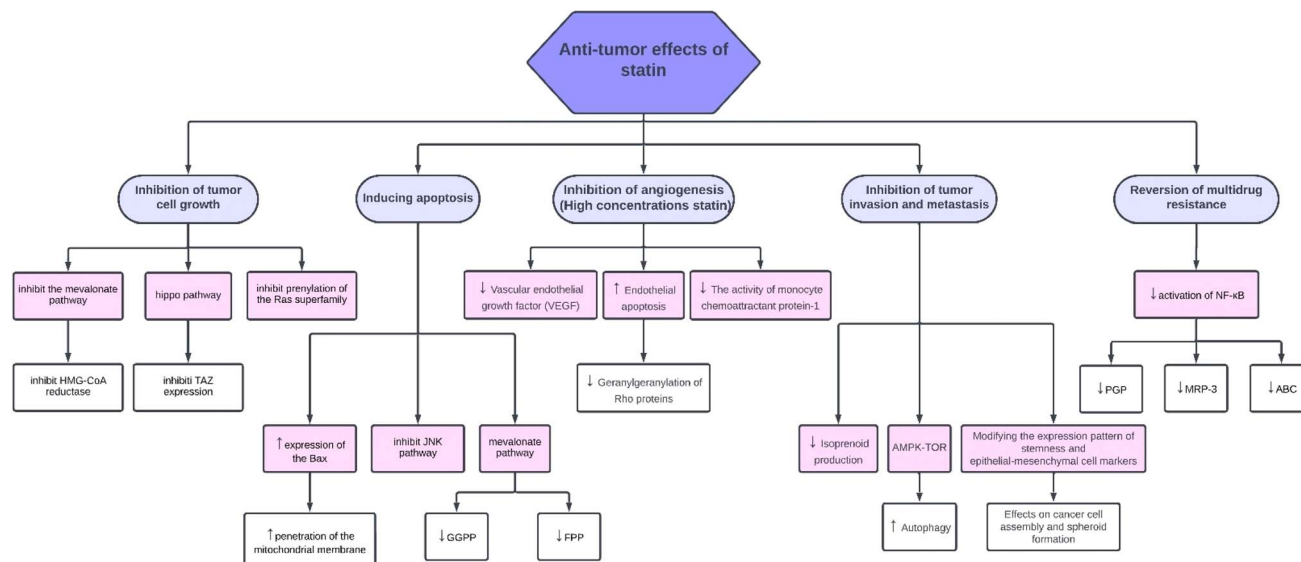 Anti-tumor effects of
statin
Inhibition of tumor
cell growth
Inducing apoptosis
Inhibition of angiogenesis
(High concentrations statin)
Inhibition of tumor
invasion and metastasis
Reversion of multidrug
resistance
inhibit the mevalonate
pathway
hippo pathway
inhibit prenylation of
the Ras superfamily
↓ Vascular endothelial
growth factor (VEGF)
↑ Endothelial
apoptosis
↓ The activity of monocyte
chemoattractant protein-1
↓ activation of NF-κB
inhibit HMG-CoA
reductase
inhibiti TAZ
expression
↓ Geranylgeranylation of
Rho proteins
↓ PGP
↓ MRP-3
↓ ABC
↑ expression of
the Bax
inhibit JNK
pathway
mevalonate
pathway
↓ Isoprenoid
production
AMPK-TOR
Modifying the expression pattern of
stemness and
epithelial-mesenchymal cell markers
↑ penetration of the
mitochondrial membrane
↓ GGPP
↓ FPP
↑ Autophagy
Effects on cancer cell
assembly and spheroid
formation